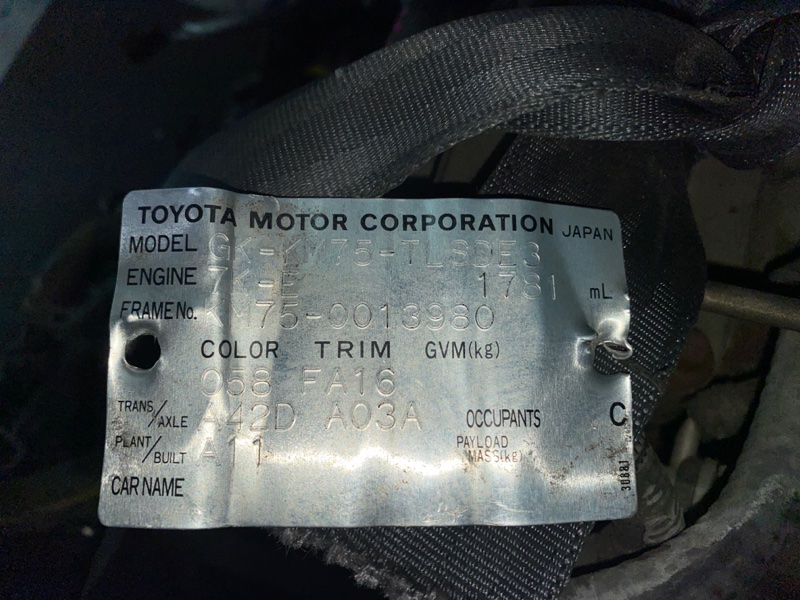 TOYOTA MOTOR CORPORATION JAPAN
MODEL GK-KM75-TLSDE3
ENGINE 7K-E 1781 mL
FRAME No. KM75-0013980
COLOR TRIM GVM(kg)
058 FA16
TRANS/AXLE A42D A03A OCCUPANTS C
PLANT/BUILT A11 PAYLOAD MASS(kg)
CAR NAME
30881